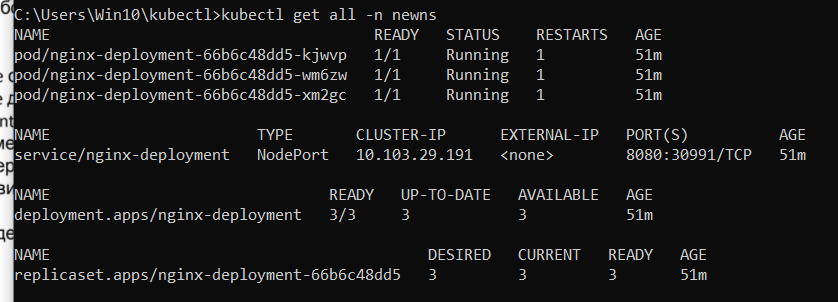 C:\Users\Win10\kubectl>kubectl get all -n newns
NAME READY STATUS RESTARTS AGE
pod/nginx-deployment-66b6c48dd5-kjwvp 1/1 Running 1 51m
pod/nginx-deployment-66b6c48dd5-wm6zw 1/1 Running 1 51m
pod/nginx-deployment-66b6c48dd5-xm2gc 1/1 Running 1 51m
NAME TYPE CLUSTER-IP EXTERNAL-IP PORT(S) AGE
service/nginx-deployment NodePort 10.103.29.191 <none> 8080:30991/TCP 51m
NAME READY UP-TO-DATE AVAILABLE AGE
deployment.apps/nginx-deployment 3/3 3 3 51m
NAME DESIRED CURRENT READY AGE
replicaset.apps/nginx-deployment-66b6c48dd5 3 3 3 51m